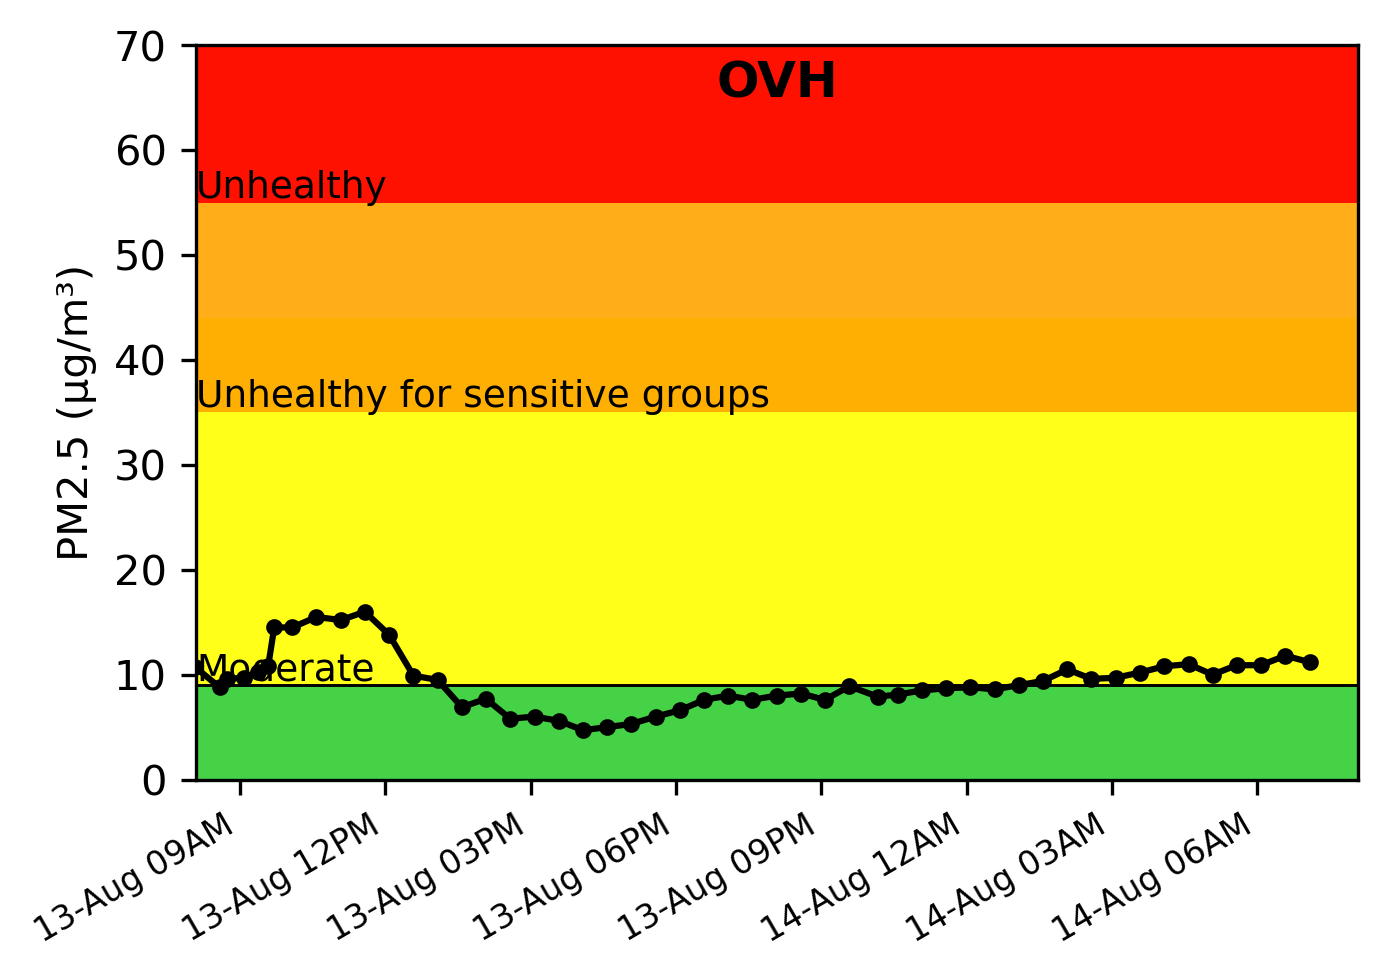 OVH
70
60
Unhealthy
50
40
Unhealthy for sensitive groups
30
20
10
Moderate
0
PM2.5 (µg/m³)
13-Aug 09AM
13-Aug 12PM
13-Aug 03PM
13-Aug 06PM
13-Aug 09PM
14-Aug 12AM
14-Aug 03AM
14-Aug 06AM